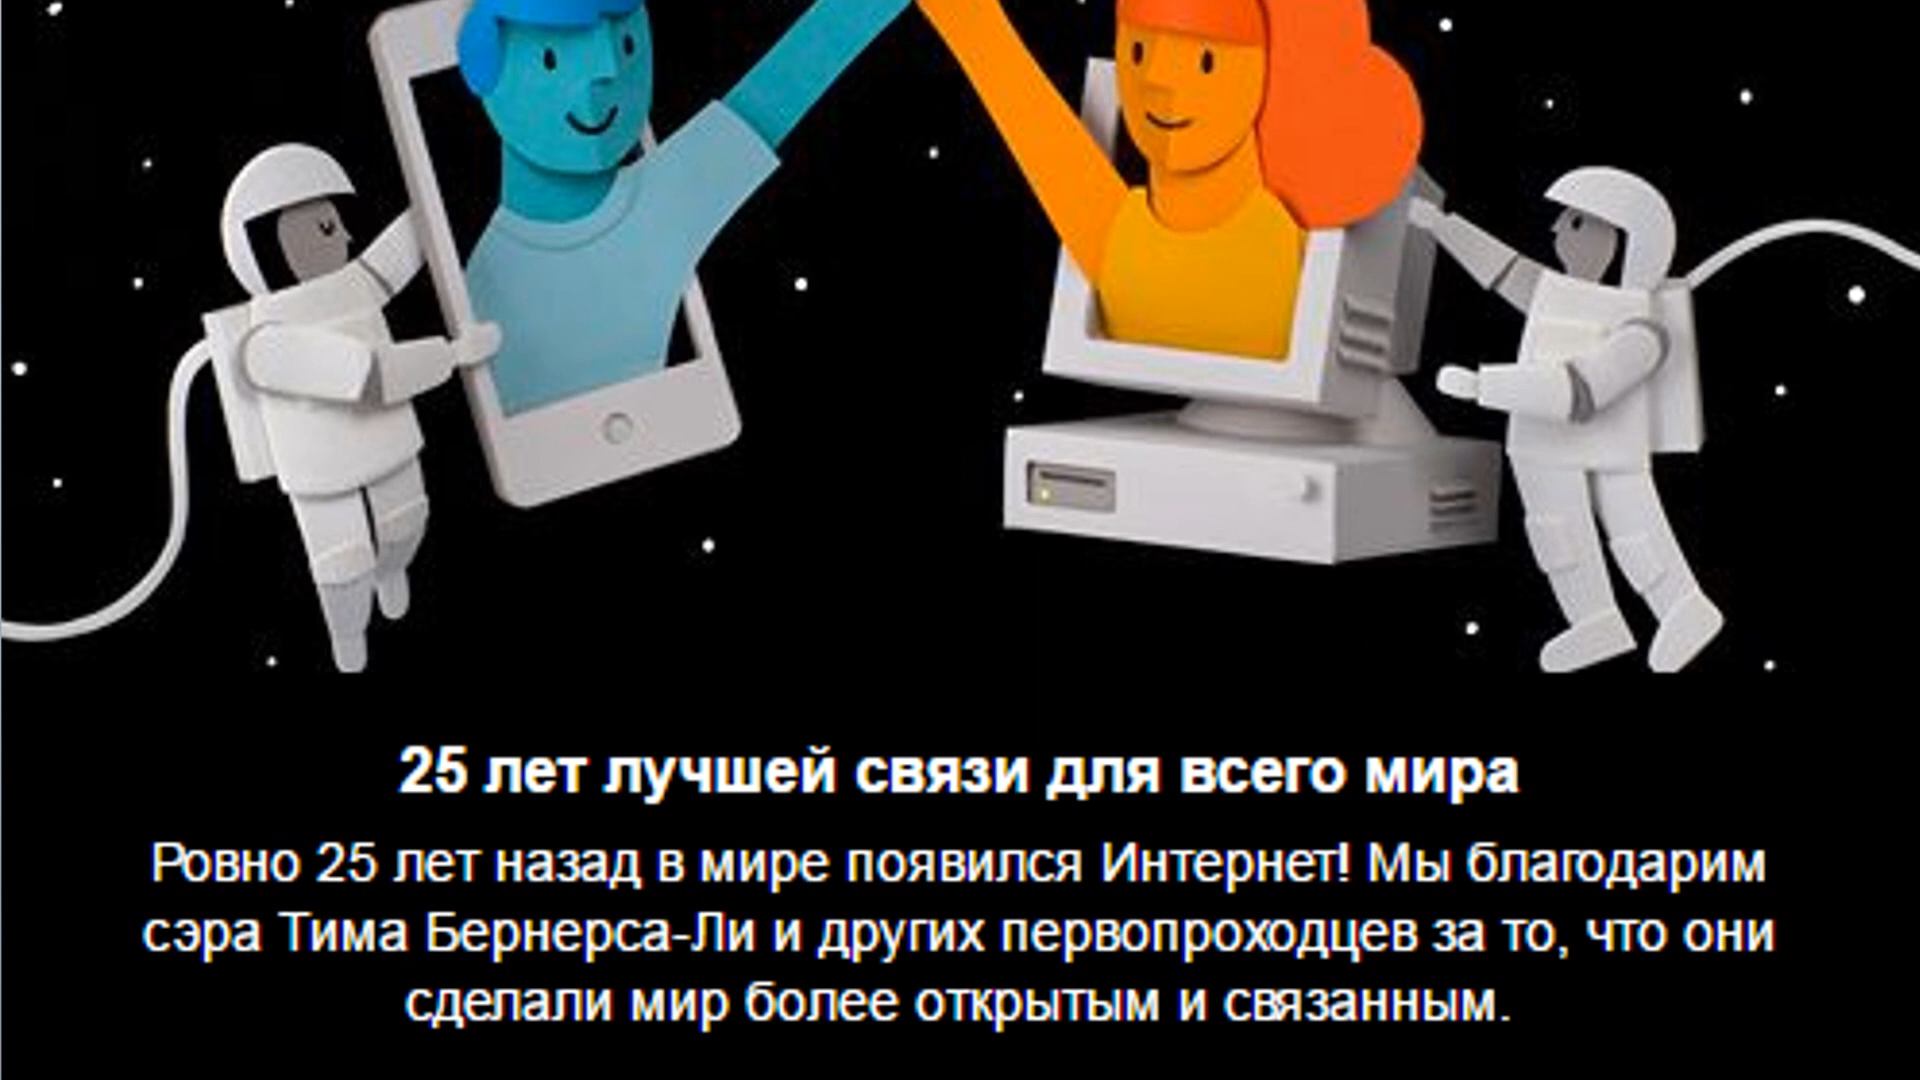 25 лет лучшей связи для всего мира
Ровно 25 лет назад в мире появился Интернет! Мы благодарим
сэра Тима Бернерса-Ли и других первопроходцев за то, что они
сделали мир более открытым и связанным.